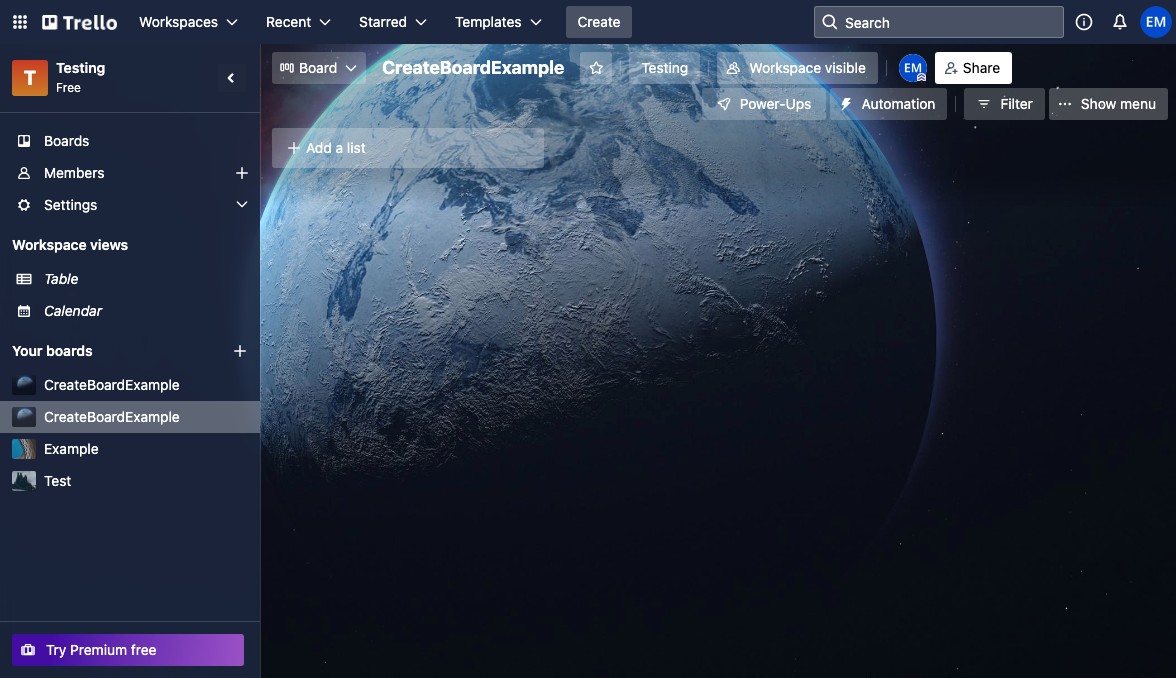 Trello
Workspaces
Recent
Starred
Templates
Create
Search
EM
T
Testing
Free
Board
CreateBoardExample
Testing
Workspace visible
EM
Share
Power-Ups
Automation
Filter
Show menu
Boards
Members
Settings
Workspace views
Table
Calendar
Your boards
CreateBoardExample
CreateBoardExample
Example
Test
Try Premium free
Add a list